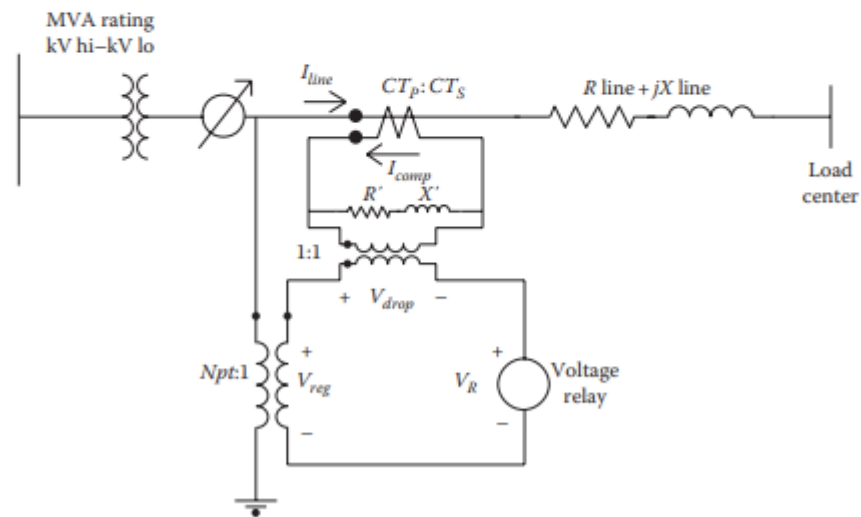 MVA rating
kV hi–kV lo
I_line
CT_P : CT_S
R line + jX line
I_comp
Load
center
R′
X′
1:1
+ V_drop –
Npt:1
+
V_reg
–
+
V_R
–
Voltage
relay